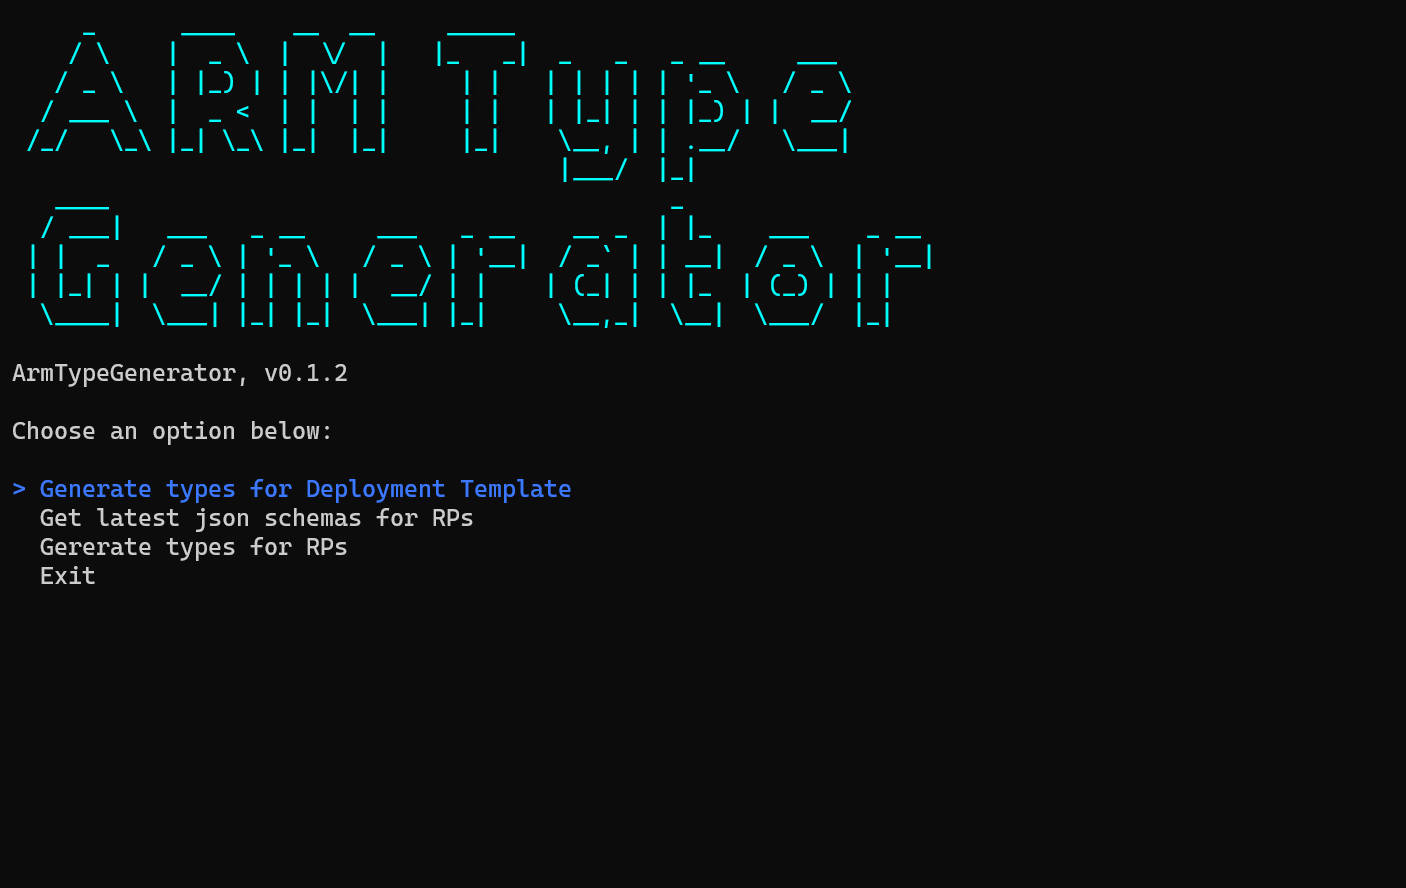 ARM Type
Generator
ArmTypeGenerator, v0.1.2
Choose an option below:
> Generate types for Deployment Template
Get latest json schemas for RPs
Gererate types for RPs
Exit